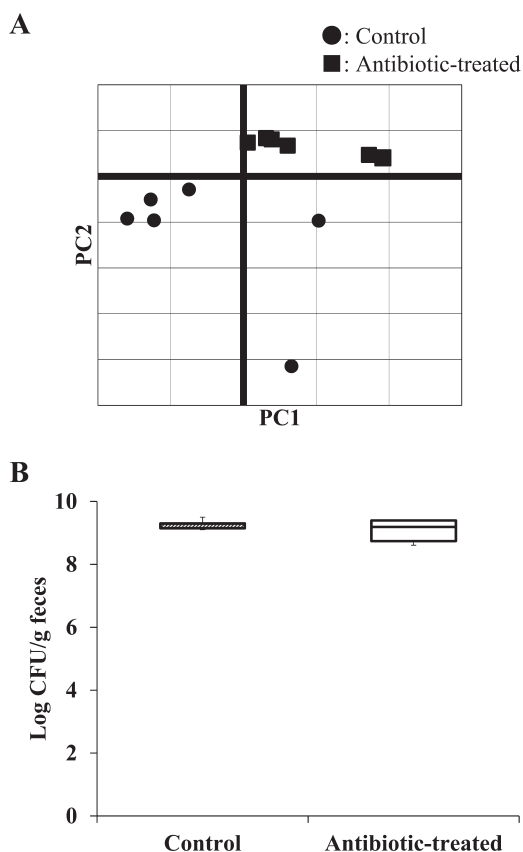 A
●: Control
■: Antibiotic-treated
PC2
PC1
B
Log CFU/g feces
10
8
6
4
2
0
Control
Antibiotic-treated